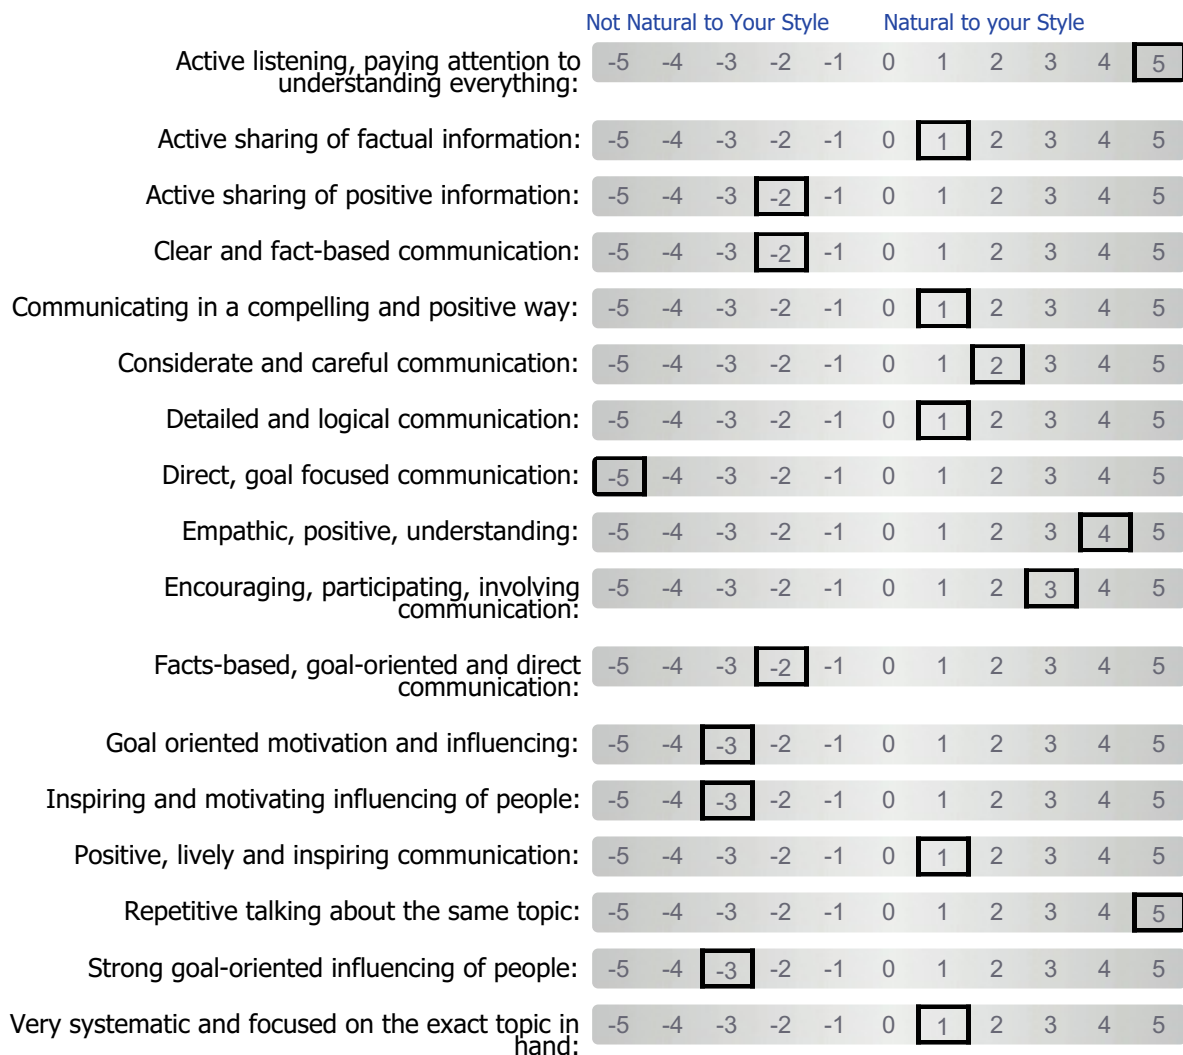 Not Natural to Your Style Natural to your Style
Active listening, paying attention to
understanding everything: -5 -4 -3 -2 -1 0 1 2 3 4 5
Active sharing of factual information: -5 -4 -3 -2 -1 0 1 2 3 4 5
Active sharing of positive information: -5 -4 -3 -2 -1 0 1 2 3 4 5
Clear and fact-based communication: -5 -4 -3 -2 -1 0 1 2 3 4 5
Communicating in a compelling and positive way: -5 -4 -3 -2 -1 0 1 2 3 4 5
Considerate and careful communication: -5 -4 -3 -2 -1 0 1 2 3 4 5
Detailed and logical communication: -5 -4 -3 -2 -1 0 1 2 3 4 5
Direct, goal focused communication: -5 -4 -3 -2 -1 0 1 2 3 4 5
Empathic, positive, understanding: -5 -4 -3 -2 -1 0 1 2 3 4 5
Encouraging, participating, involving
communication: -5 -4 -3 -2 -1 0 1 2 3 4 5
Facts-based, goal-oriented and direct
communication: -5 -4 -3 -2 -1 0 1 2 3 4 5
Goal oriented motivation and influencing: -5 -4 -3 -2 -1 0 1 2 3 4 5
Inspiring and motivating influencing of people: -5 -4 -3 -2 -1 0 1 2 3 4 5
Positive, lively and inspiring communication: -5 -4 -3 -2 -1 0 1 2 3 4 5
Repetitive talking about the same topic: -5 -4 -3 -2 -1 0 1 2 3 4 5
Strong goal-oriented influencing of people: -5 -4 -3 -2 -1 0 1 2 3 4 5
Very systematic and focused on the exact topic in
hand: -5 -4 -3 -2 -1 0 1 2 3 4 5